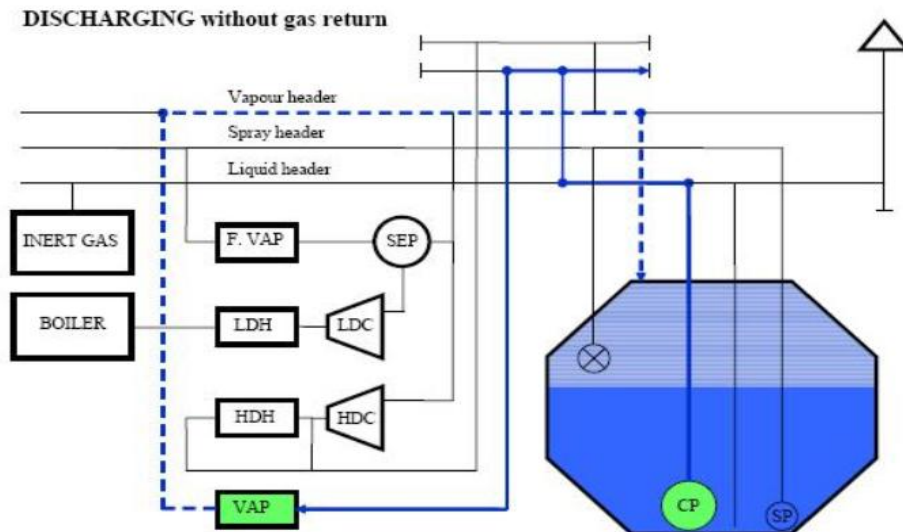 DISCHARGING without gas return
Vapour header
Spray header
Liquid header
INERT GAS
F. VAP
SEP
BOILER
LDH
LDC
HDH
HDC
VAP
CP
SP